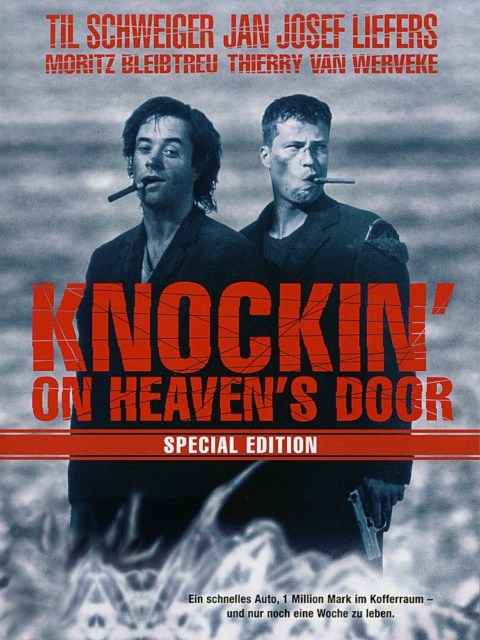 TIL SCHWEIGER JAN JOSEF LIEFERS
MORITZ BLEIBTREU THIERRY VAN WERVEKE
KNOCKIN'
ON HEAVEN'S DOOR
SPECIAL EDITION
Ein schnelles Auto, 1 Million Mark im Kofferraum –
und nur noch eine Woche zu leben.